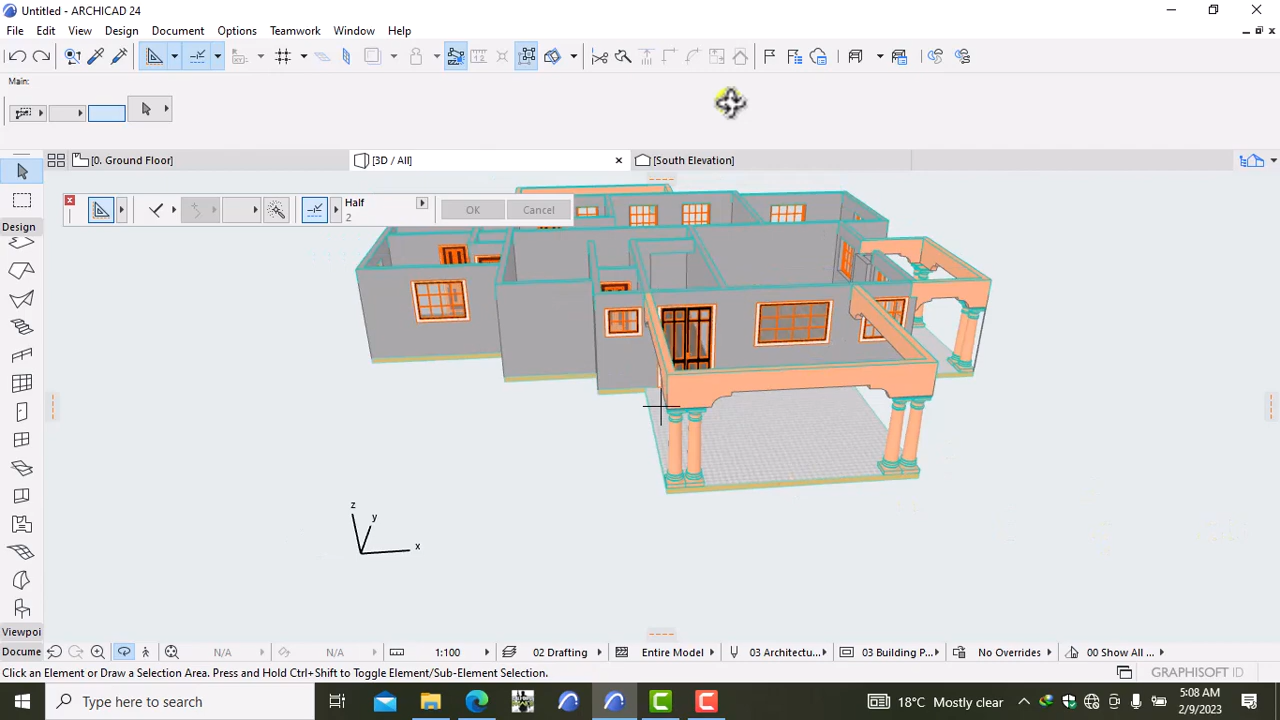 Untitled - ARCHICAD 24
File Edit View Design Document Options Teamwork Window Help
Main:
[0. Ground Floor] [3D / All] [South Elevation]
Half
2
OK Cancel
Design
z
y
x
Viewpoi
Docume N/A N/A 1:100 02 Drafting Entire Model 03 Architectu... 03 Building P... No Overrides 00 Show All ...
Click an Element or Draw a Selection Area. Press and Hold Ctrl+Shift to Toggle Element/Sub-Element Selection. GRAPHISOFT ID
Type here to search 18°C Mostly clear 5:08 AM
2/9/2023